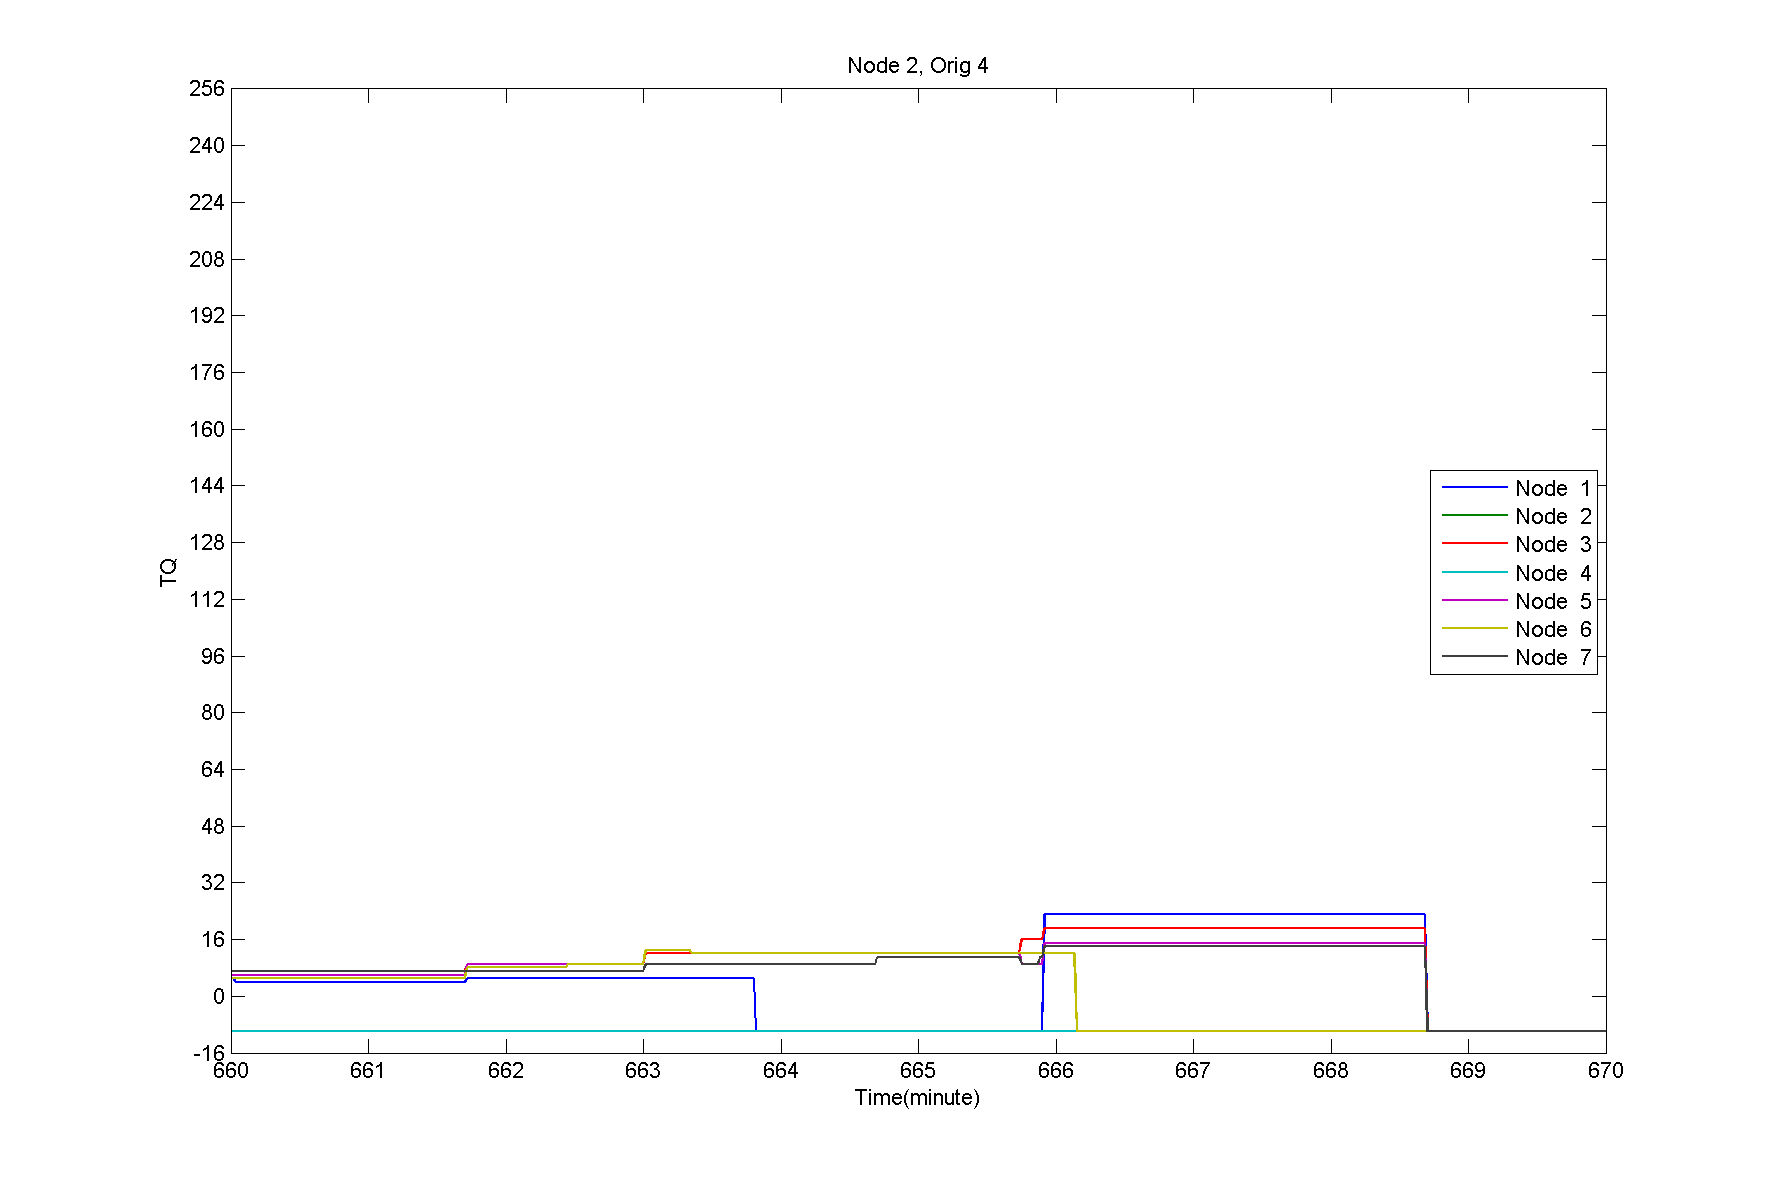 Node 2, Orig 4
256
240
224
208
192
176
160
144
128
112
96
80
64
48
32
16
0
-16
TQ
Node 1
Node 2
Node 3
Node 4
Node 5
Node 6
Node 7
660 661 662 663 664 665 666 667 668 669 670
Time(minute)